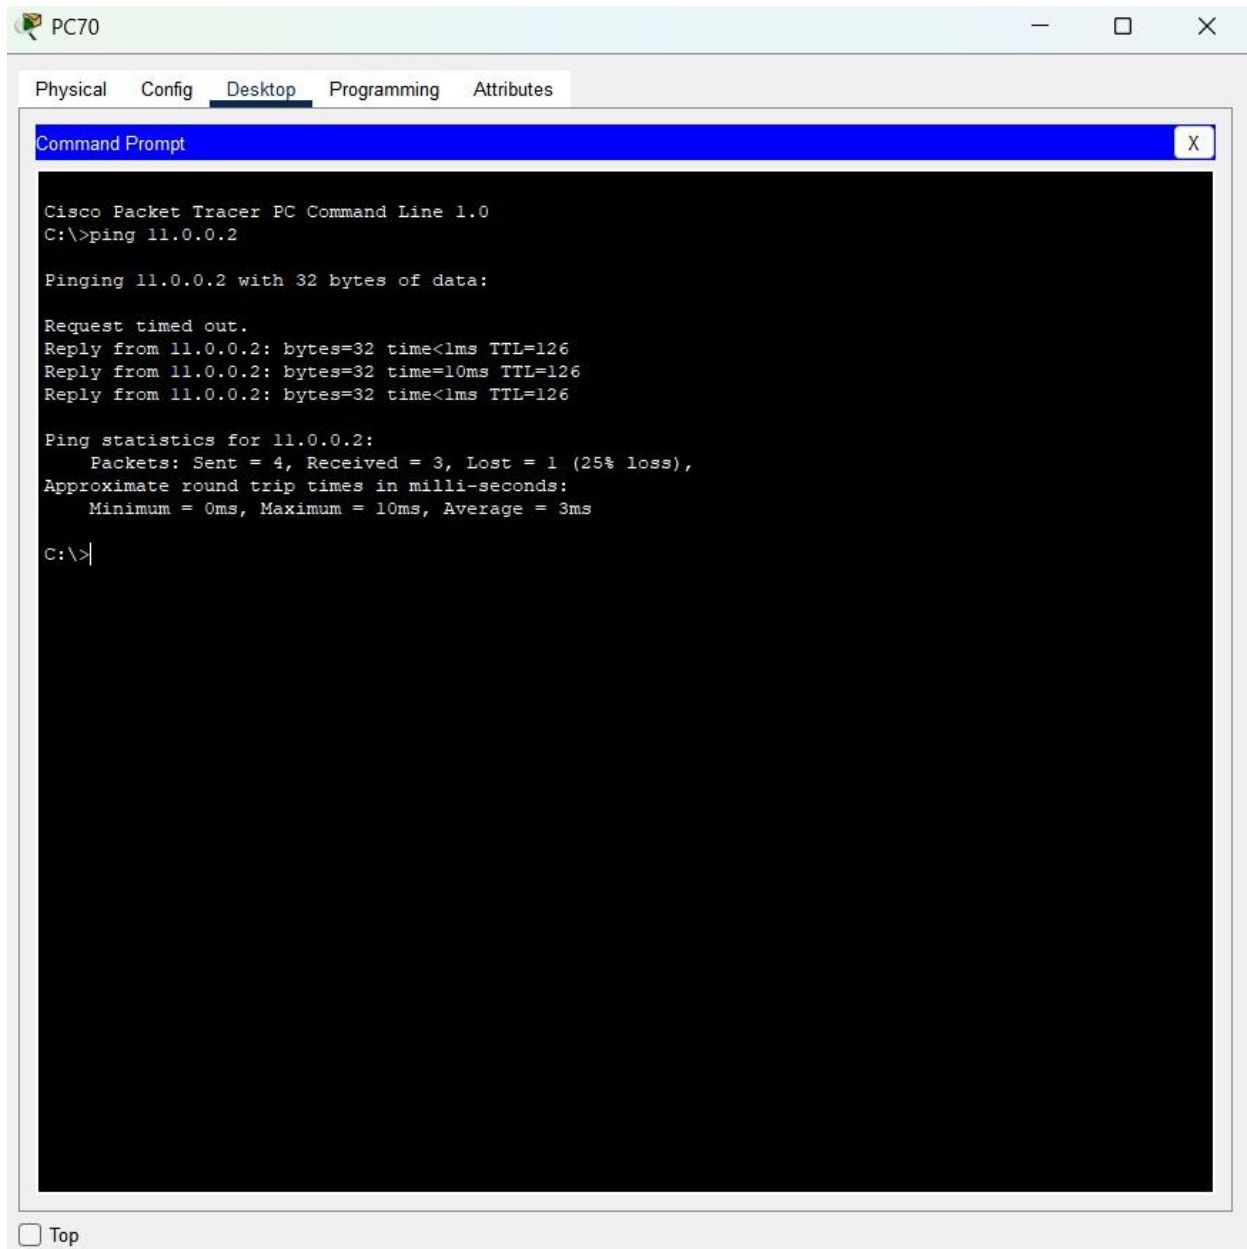 PC70
Physical Config Desktop Programming Attributes
Command Prompt
X
Cisco Packet Tracer PC Command Line 1.0
C:\>ping 11.0.0.2
Pinging 11.0.0.2 with 32 bytes of data:
Request timed out.
Reply from 11.0.0.2: bytes=32 time<1ms TTL=126
Reply from 11.0.0.2: bytes=32 time=10ms TTL=126
Reply from 11.0.0.2: bytes=32 time<1ms TTL=126
Ping statistics for 11.0.0.2:
Packets: Sent = 4, Received = 3, Lost = 1 (25% loss),
Approximate round trip times in milli-seconds:
Minimum = 0ms, Maximum = 10ms, Average = 3ms
C:\>
Top